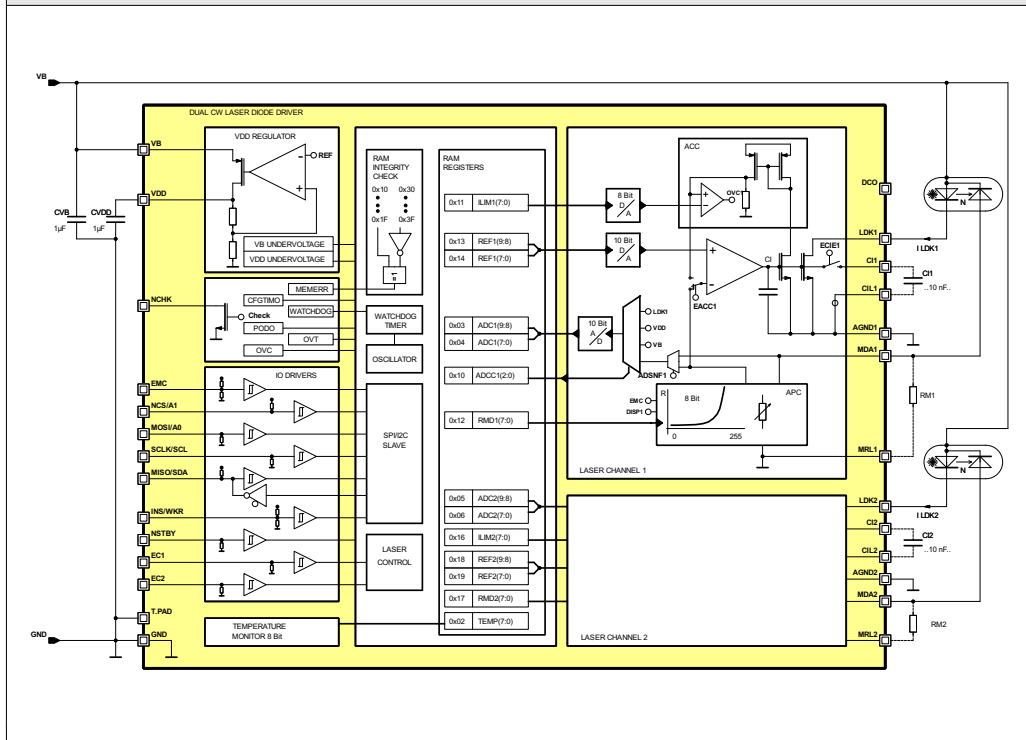 VB
DUAL CW LASER DIODE DRIVER
VB
VDD
CVB
1µF
CVDD
1µF
VDD REGULATOR
REF
VB UNDERVOLTAGE
VDD UNDERVOLTAGE
NCHK
Check
MEMERR
CFGTIMO
WATCHDOG
PODO
OVT
OVC
RAM
INTEGRITY
CHECK
0x10 0x30
0x1F 0x3F
=1
WATCHDOG
TIMER
OSCILLATOR
IO DRIVERS
EMC
NCS/A1
MOSI/A0
SCLK/SCL
MISO/SDA
INS/WKR
NSTBY
EC1
EC2
T.PAD
GND
GND
SPI/I2C
SLAVE
LASER
CONTROL
TEMPERATURE
MONITOR 8 Bit
RAM
REGISTERS
0x11 ILIM1(7:0)
0x13 REF1(9:8)
0x14 REF1(7:0)
0x03 ADC1(9:8)
0x04 ADC1(7:0)
0x10 ADCC1(2:0)
0x12 RMD1(7:0)
0x05 ADC2(9:8)
0x06 ADC2(7:0)
0x16 ILIM2(7:0)
0x18 REF2(9:8)
0x19 REF2(7:0)
0x17 RMD2(7:0)
0x02 TEMP(7:0)
8 Bit
D
A
10 Bit
D
A
10 Bit
A
D
ACC
OVC1
CI
ECIE1
EACC1
LDK1
VDD
VB
ADSNF1
EMC
DISP1
R
8 Bit
APC
0 255
LASER CHANNEL 1
LASER CHANNEL 2
DCO
LDK1
I LDK1
CI1
CIL1
CI1
..10 nF..
AGND1
MDA1
RM1
MRL1
N
N
LDK2
I LDK2
CI2
CIL2
CI2
..10 nF..
AGND2
MDA2
RM2
MRL2